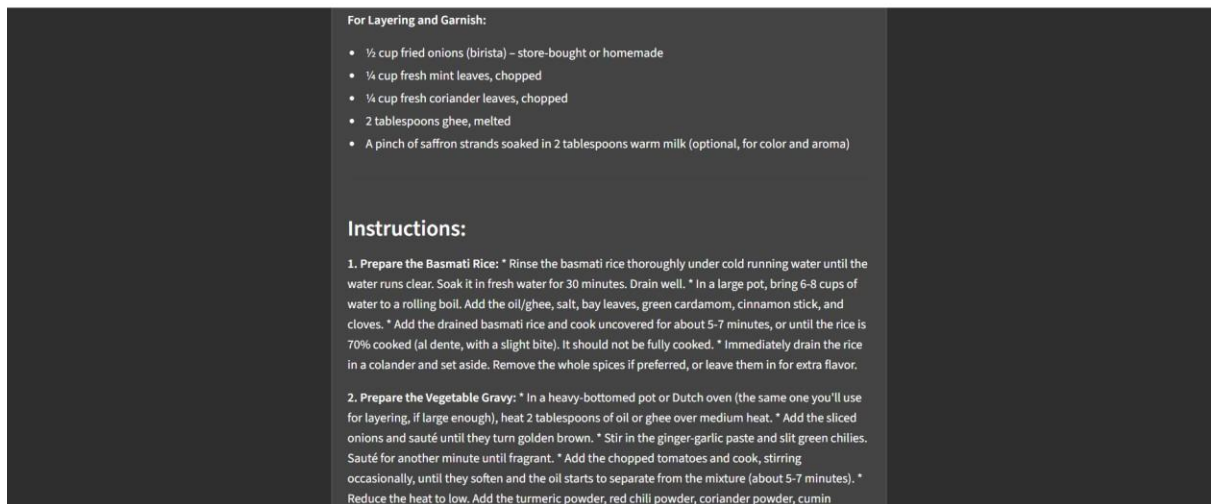 For Layering and Garnish:
• ½ cup fried onions (birista) – store-bought or homemade
• ¼ cup fresh mint leaves, chopped
• ¼ cup fresh coriander leaves, chopped
• 2 tablespoons ghee, melted
• A pinch of saffron strands soaked in 2 tablespoons warm milk (optional, for color and aroma)
Instructions:
1. Prepare the Basmati Rice: * Rinse the basmati rice thoroughly under cold running water until the
water runs clear. Soak it in fresh water for 30 minutes. Drain well. * In a large pot, bring 6-8 cups of
water to a rolling boil. Add the oil/ghee, salt, bay leaves, green cardamom, cinnamon stick, and
cloves. * Add the drained basmati rice and cook uncovered for about 5-7 minutes, or until the rice is
70% cooked (al dente, with a slight bite). It should not be fully cooked. * Immediately drain the rice
in a colander and set aside. Remove the whole spices if preferred, or leave them in for extra flavor.
2. Prepare the Vegetable Gravy: * In a heavy-bottomed pot or Dutch oven (the same one you'll use
for layering, if large enough), heat 2 tablespoons of oil or ghee over medium heat. * Add the sliced
onions and sauté until they turn golden brown. * Stir in the ginger-garlic paste and slit green chilies.
Sauté for another minute until fragrant. * Add the chopped tomatoes and cook, stirring
occasionally, until they soften and the oil starts to separate from the mixture (about 5-7 minutes). *
Reduce the heat to low. Add the turmeric powder, red chili powder, coriander powder, cumin